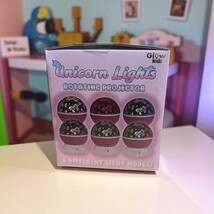 Glow
kids
Unicorn Lights
ROTATING PROJECTOR
6 DIFFERENT LIGHT MODES!